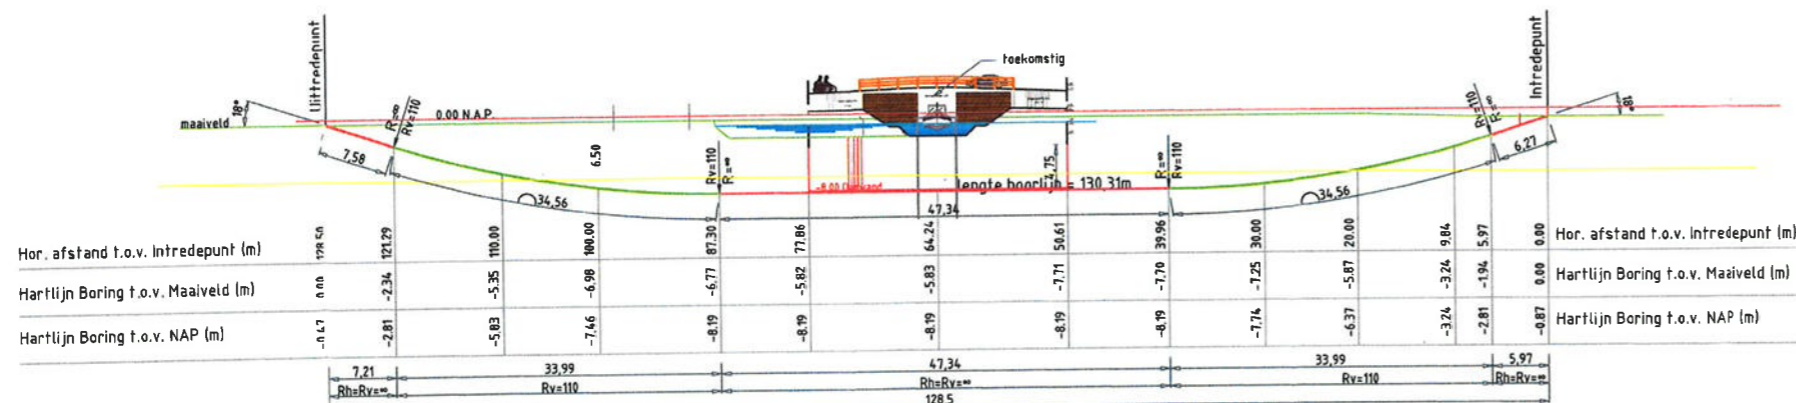 toekomstig
Uittredepunt
Intredepunt
18°
R=∞
Rv=110
0.00 N.A.P.
maaiveld
Rv=110
R=∞
18°
7,58
6.50
Rv=110
R=∞
4,75
R=∞
Rv=110
6,27
lengte boorlijn = 130,31m
34,56
47,34
34,56
Hor. afstand t.o.v. Intredepunt (m) 128.50 121.29 110.00 100.00 87.30 77.86 64.24 50.61 39.96 30.00 20.00 9.84 5.97 0.00 Hor. afstand t.o.v. Intredepunt (m)
Hartlijn Boring t.o.v. Maaiveld (m) 0.00 -2.34 -5.35 -6.98 -6.77 -5.82 -5.83 -7.71 -7.70 -7.25 -5.87 -3.24 -1.94 0.00 Hartlijn Boring t.o.v. Maaiveld (m)
Hartlijn Boring t.o.v. NAP (m) -0.47 -2.81 -5.83 -7.46 -8.19 -8.19 -8.19 -8.19 -8.19 -7.74 -6.37 -3.24 -2.81 -0.87 Hartlijn Boring t.o.v. NAP (m)
7,21 33,99 47,34 33,99 5,97
Rh=Rv=∞ Rv=110 Rh=Rv=∞ Rv=110 Rh=Rv=∞
128.5